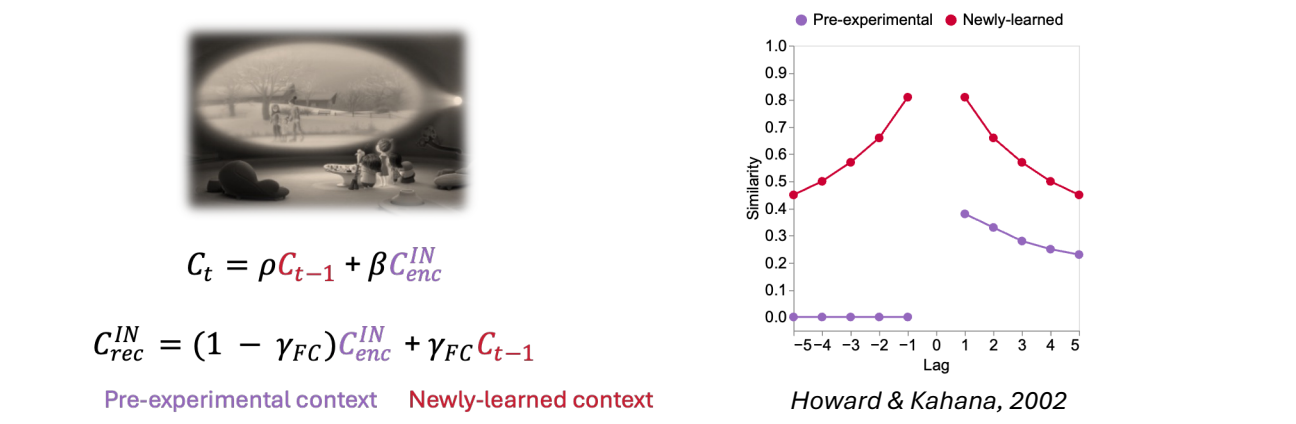 C_t = ρC_{t−1} + βC_{enc}^{IN}
C_{rec}^{IN} = (1 − γ_{FC})C_{enc}^{IN} + γ_{FC}C_{t−1}
Pre-experimental context Newly-learned context
Pre-experimental Newly-learned
1.0
0.9
0.8
0.7
0.6
0.5
0.4
0.3
0.2
0.1
0.0
Similarity
−5 −4 −3 −2 −1 0 1 2 3 4 5
Lag
Howard & Kahana, 2002